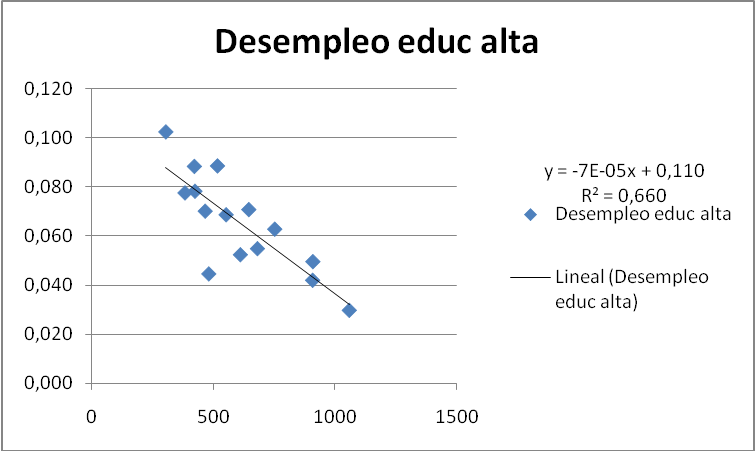 Desempleo educ alta
0,120
0,100
0,080
0,060
0,040
0,020
0,000
0 500 1000 1500
y = -7E-05x + 0,110
R² = 0,660
Desempleo educ alta
Lineal (Desempleo
educ alta)